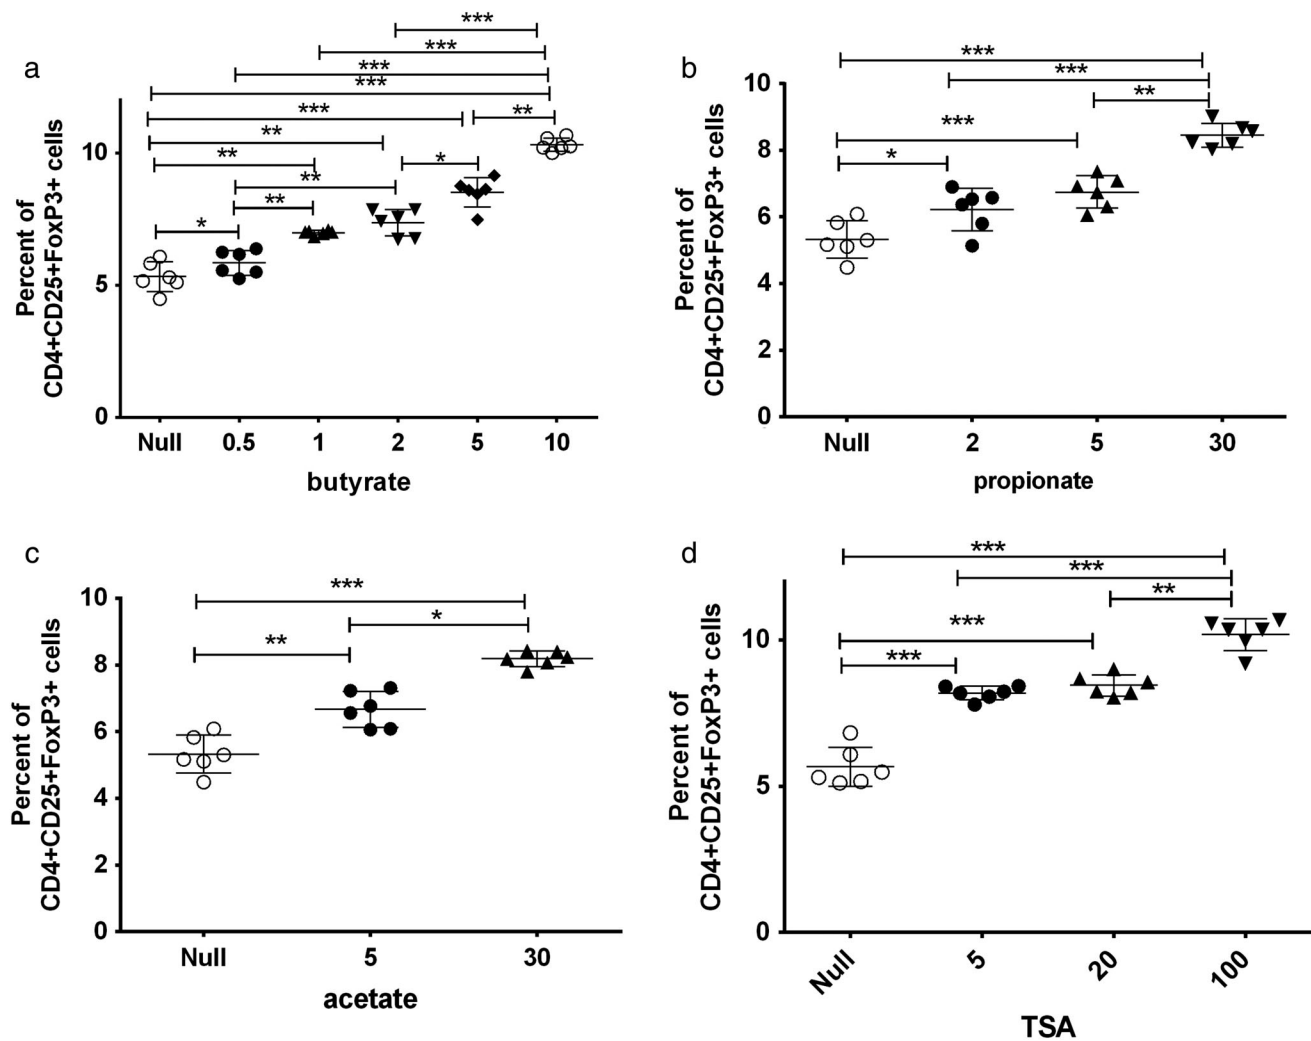 a
***
***
***
***
***
**
**
*
**
**
**
*
Percent of
CD4+CD25+FoxP3+ cells
10
5
0
Null 0.5 1 2 5 10
butyrate
b
***
***
**
***
*
Percent of
CD4+CD25+FoxP3+ cells
10
8
6
4
2
0
Null 2 5 30
propionate
c
***
*
**
Percent of
CD4+CD25+FoxP3+ cells
10
8
6
4
2
0
Null 5 30
acetate
d
***
***
**
***
***
Percent of
CD4+CD25+FoxP3+ cells
10
5
0
Null 5 20 100
TSA